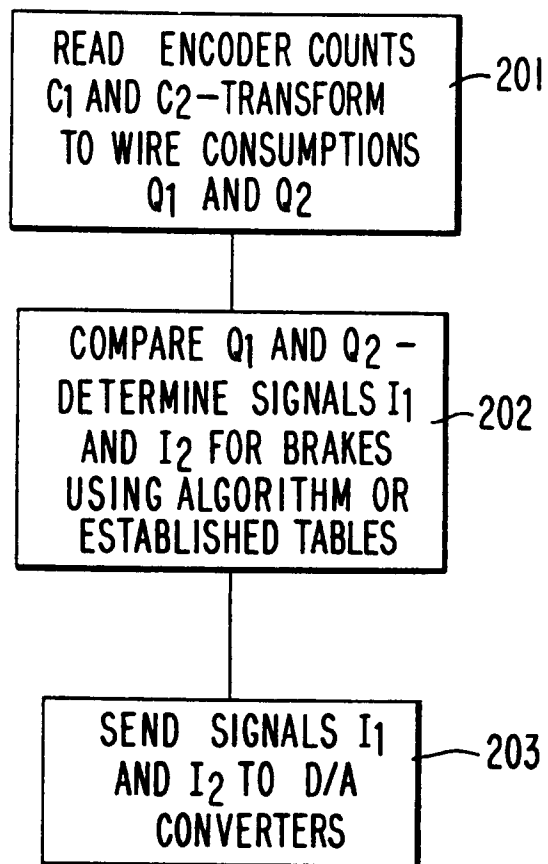 READ ENCODER COUNTS
C1 AND C2-TRANSFORM
TO WIRE CONSUMPTIONS
Q1 AND Q2
201
COMPARE Q1 AND Q2 -
DETERMINE SIGNALS I1
AND I2 FOR BRAKES
USING ALGORITHM OR
ESTABLISHED TABLES
202
SEND SIGNALS I1
AND I2 TO D/A
CONVERTERS
203